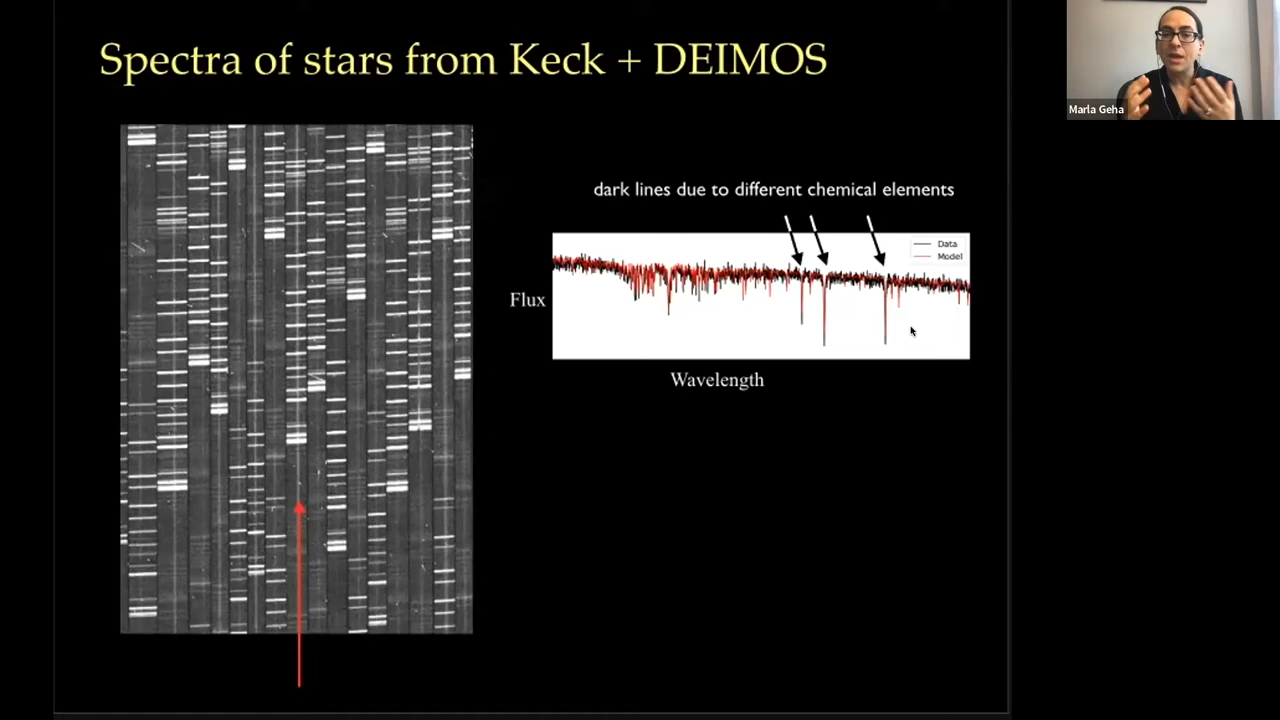 Spectra of stars from Keck + DEIMOS
Marla Geha
dark lines due to different chemical elements
Data
Model
Flux
Wavelength